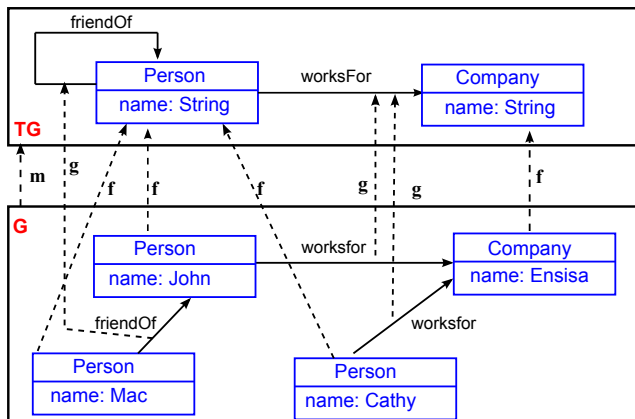 friendOf
Person
name: String
worksFor
Company
name: String
TG
m
g
f
f
f
g
g
f
G
Person
name: John
worksfor
Company
name: Ensisa
friendOf
worksfor
Person
name: Mac
Person
name: Cathy